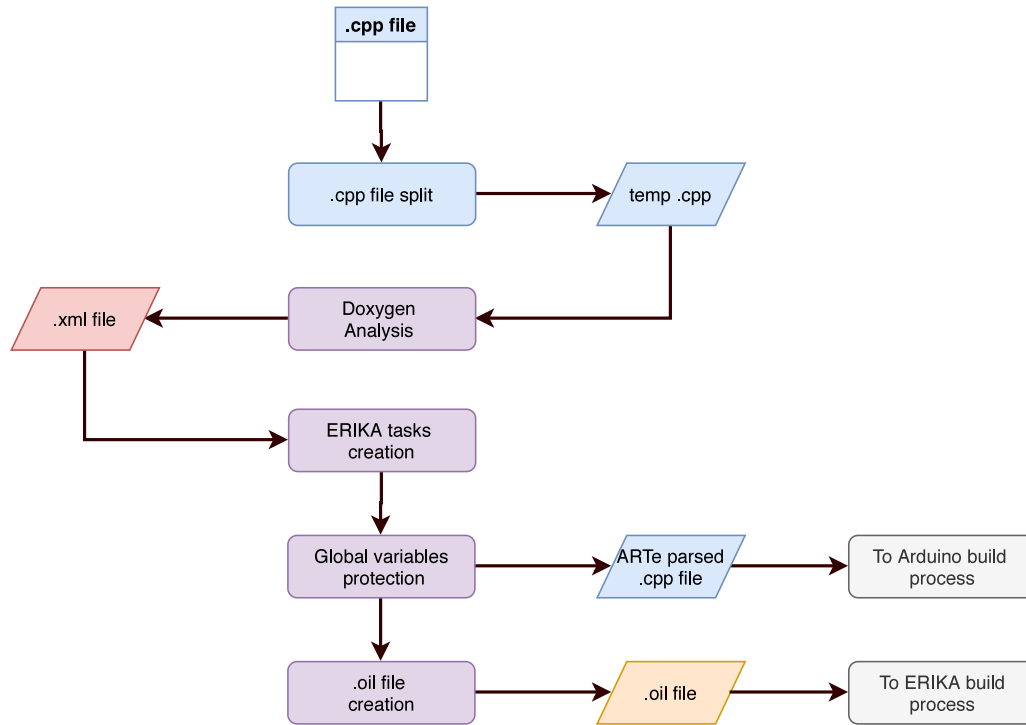 .cpp file
.cpp file split
temp .cpp
.xml file
Doxygen
Analysis
ERIKA tasks
creation
Global variables
protection
ARTe parsed
.cpp file
To Arduino build
process
.oil file
creation
.oil file
To ERIKA build
process